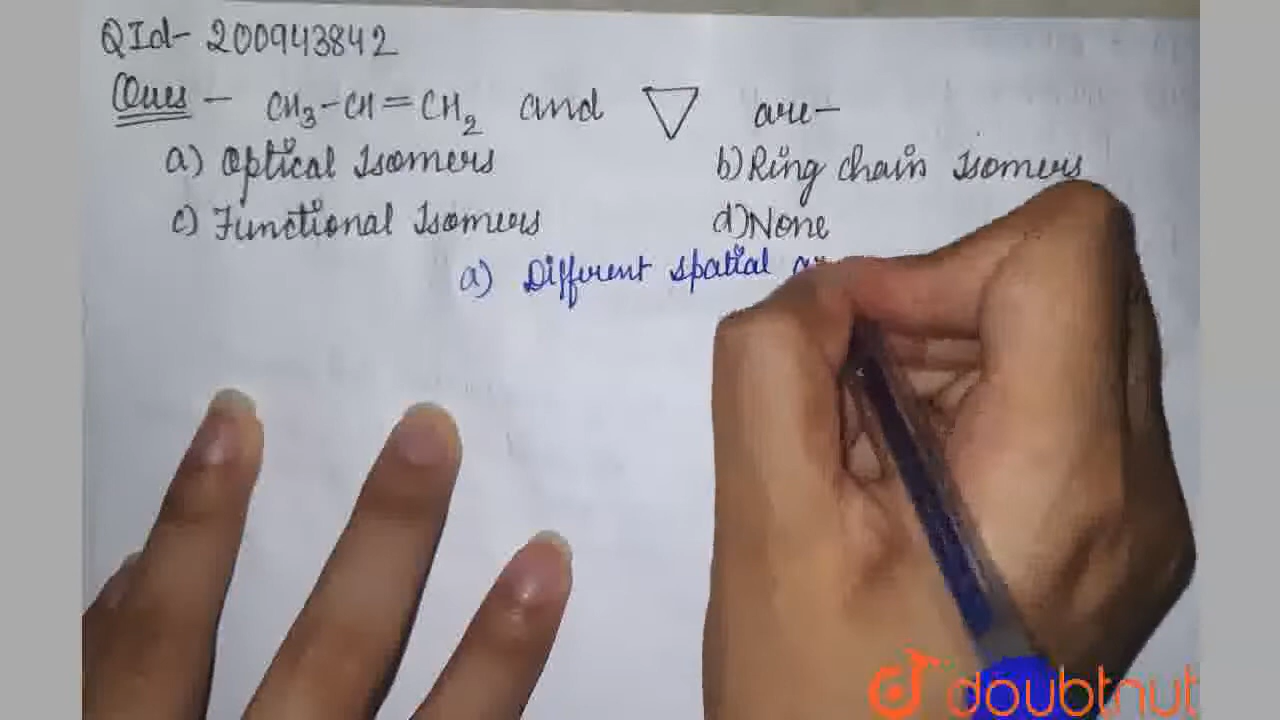 QId- 200943842
Ques - CH3-CH=CH2 and ▽ are-
a) Optical Isomers b) Ring chain Isomers
c) Functional Isomers d) None
a) Different spatial
doubtnut